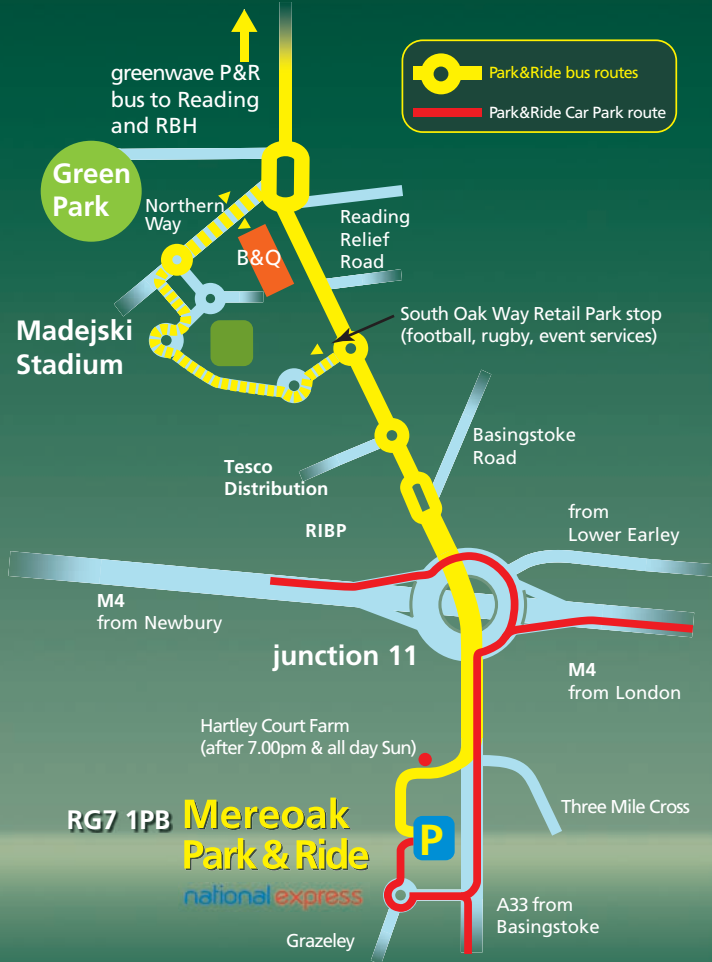 greenwave P&R
bus to Reading
and RBH
Park&Ride bus routes
Park&Ride Car Park route
Green
Park
Northern
Way
B&Q
Reading
Relief
Road
South Oak Way Retail Park stop
(football, rugby, event services)
Madejski
Stadium
Basingstoke
Road
Tesco
Distribution
RIBP
from
Lower Earley
M4
from Newbury
junction 11
M4
from London
Hartley Court Farm
(after 7.00pm & all day Sun)
Three Mile Cross
RG7 1PB Mereoak
Park & Ride
P
national express
A33 from
Basingstoke
Grazeley